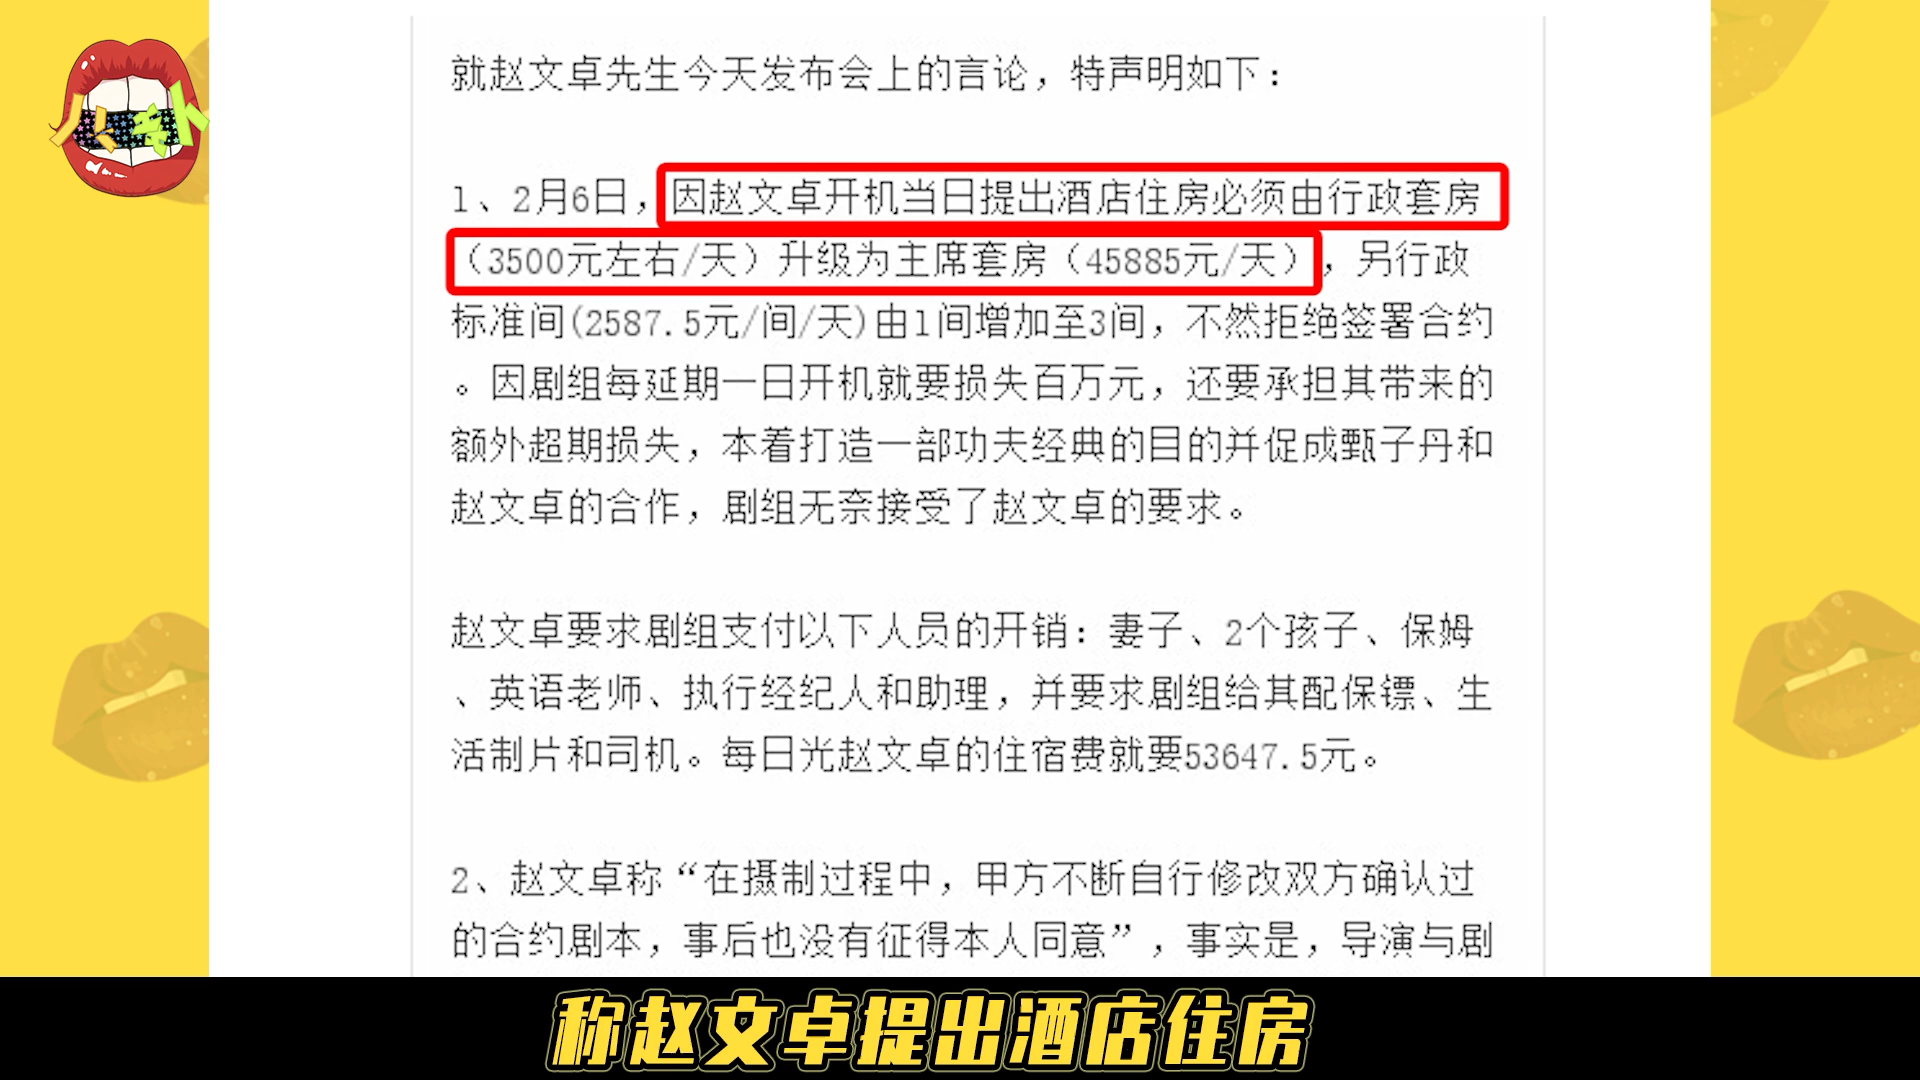 八卦
就赵文卓先生今天发布会上的言论，特声明如下：
1、2月6日，因赵文卓开机当日提出酒店住房必须由行政套房
（3500元左右/天）升级为主席套房（45885元/天），另行政
标准间(2587.5元/间/天)由1间增加至3间，不然拒绝签署合约
。因剧组每延期一日开机就要损失百万元，还要承担其带来的
额外超期损失，本着打造一部功夫经典的目的并促成甄子丹和
赵文卓的合作，剧组无奈接受了赵文卓的要求。
赵文卓要求剧组支付以下人员的开销：妻子、2个孩子、保姆
、英语老师、执行经纪人和助理，并要求剧组给其配保镖、生
活制片和司机。每日光赵文卓的住宿费就要53647.5元。
2、赵文卓称“在摄制过程中，甲方不断自行修改双方确认过
的合约剧本，事后也没有征得本人同意”，事实是，导演与剧
称赵文卓提出酒店住房